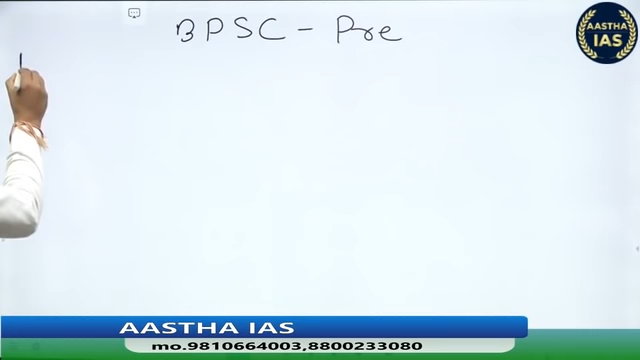 BPSC - Pre
AASTHA
IAS
AASTHA IAS
mo.9810664003,8800233080